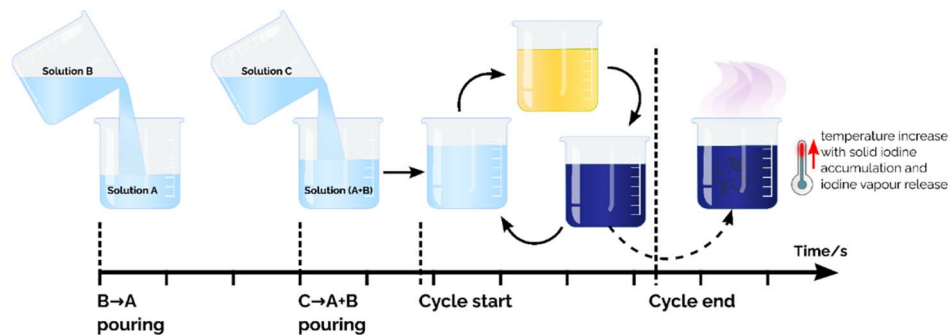 Solution B
Solution A
Solution C
Solution (A+B)
temperature increase
with solid iodine
accumulation and
iodine vapour release
Time/s
B→A
pouring
C→A+B
pouring
Cycle start
Cycle end